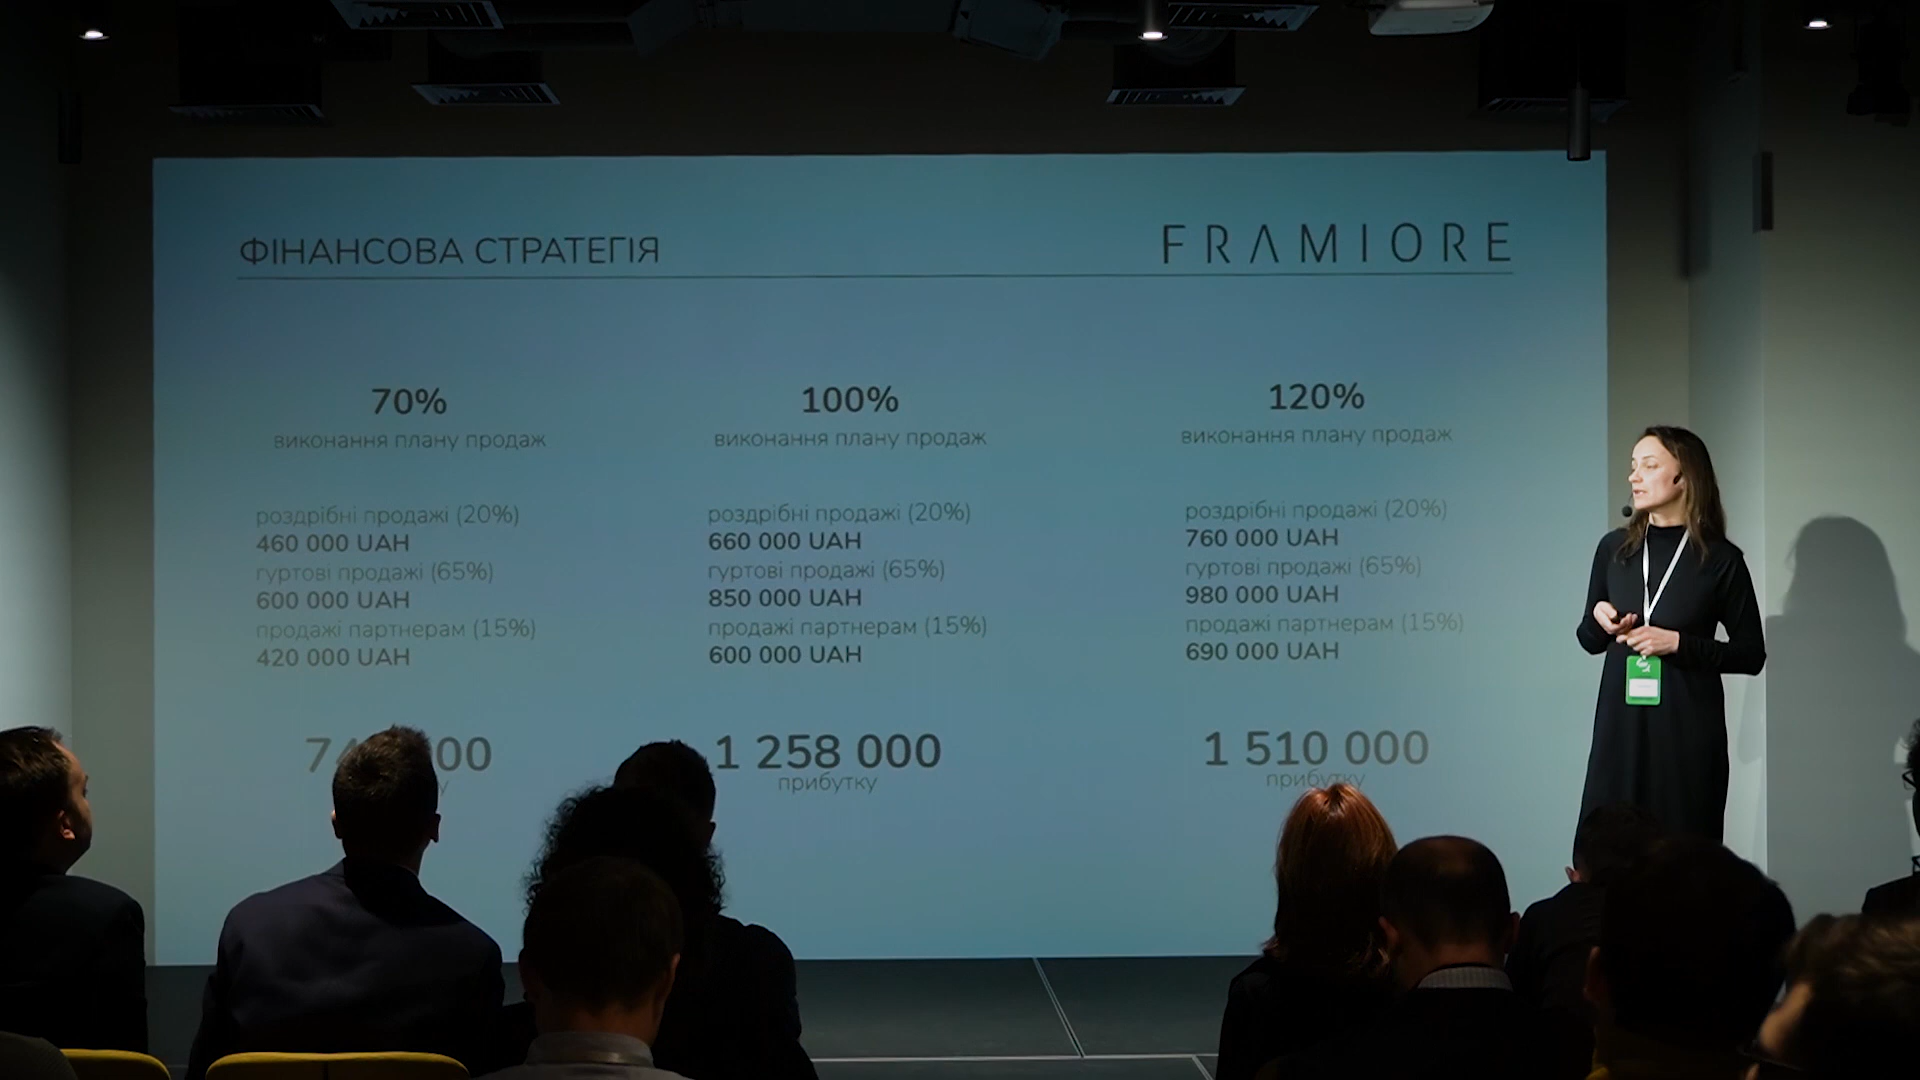 ФІНАНСОВА СТРАТЕГІЯ
FRAMIORE
70%
виконання плану продаж
роздрібні продажі (20%)
460 000 UAH
гуртові продажі (65%)
600 000 UAH
продажі партнерам (15%)
420 000 UAH
100%
виконання плану продаж
роздрібні продажі (20%)
660 000 UAH
гуртові продажі (65%)
850 000 UAH
продажі партнерам (15%)
600 000 UAH
1 258 000
прибутку
120%
виконання плану продаж
роздрібні продажі (20%)
760 000 UAH
гуртові продажі (65%)
980 000 UAH
продажі партнерам (15%)
690 000 UAH
1 510 000
прибутку